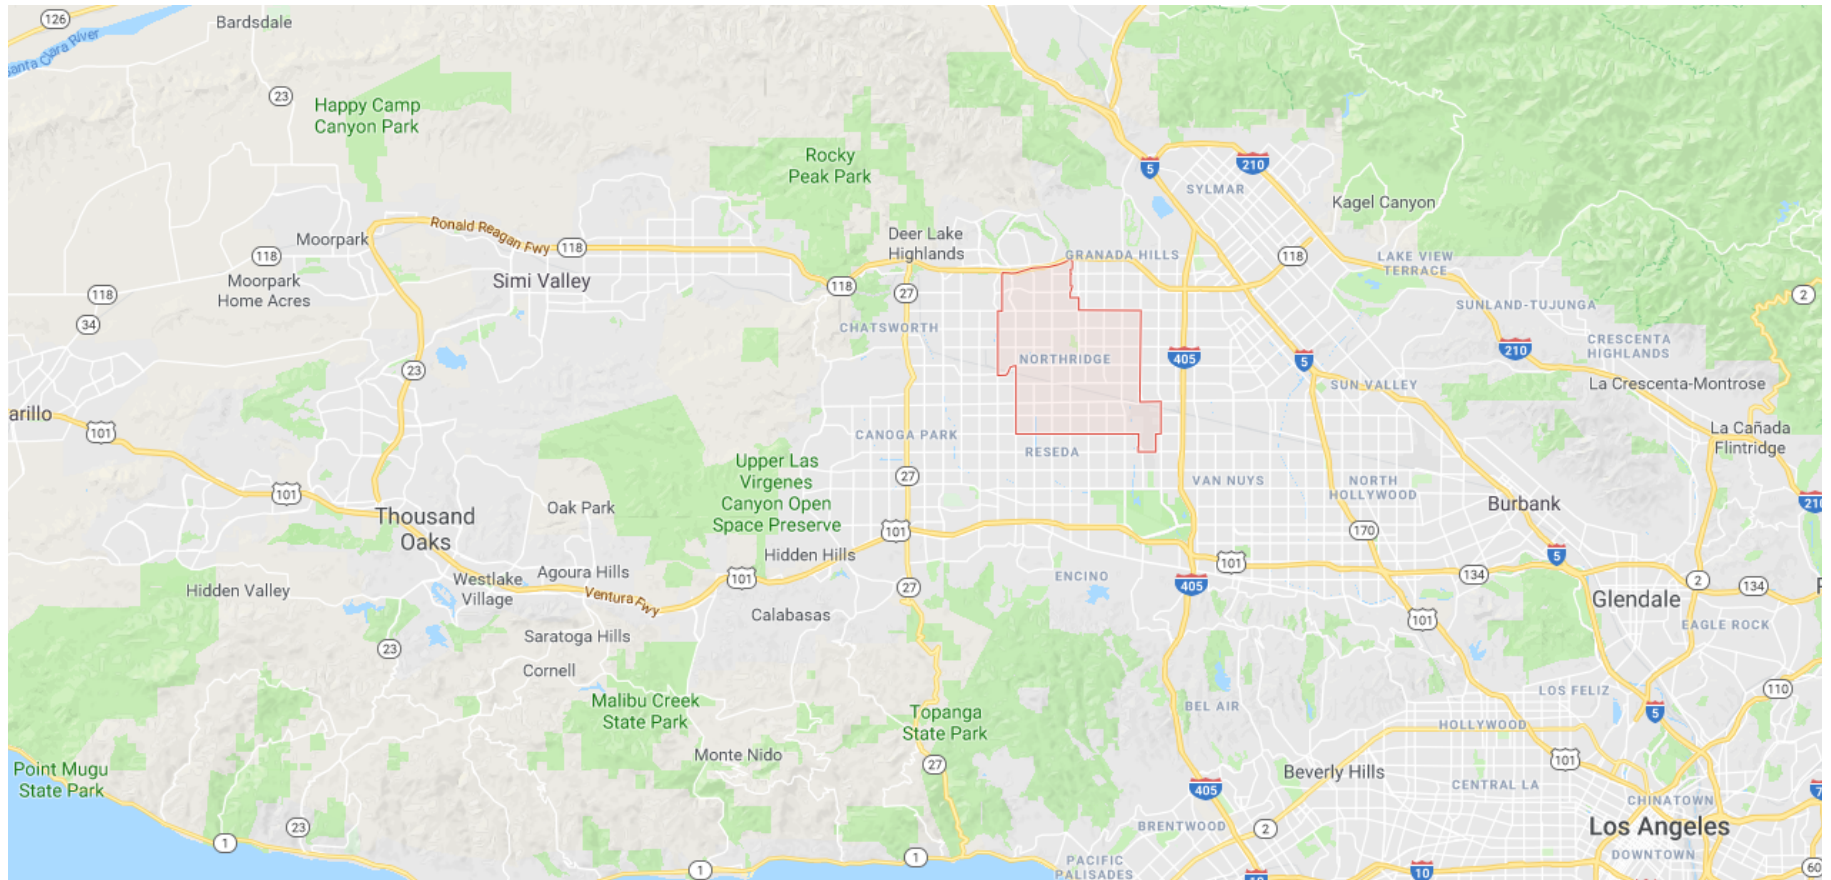 126
Bardsdale
Santa Clara River
23
Happy Camp
Canyon Park
Rocky
Peak Park
5
210
SYLMAR
Kagel Canyon
Moorpark
Ronald Reagan Fwy
118
118
Moorpark
Home Acres
118
34
Simi Valley
Deer Lake
Highlands
118
27
GRANADA HILLS
118
LAKE VIEW
TERRACE
SUNLAND-TUJUNGA
2
CHATSWORTH
NORTHRIDGE
405
5
210
CRESCENTA
HIGHLANDS
La Crescenta-Montrose
SUN VALLEY
23
arillo
101
CANOGA PARK
RESEDA
La Cañada
Flintridge
Upper Las
Virgenes
Canyon Open
Space Preserve
27
VAN NUYS
NORTH
HOLLYWOOD
Burbank
210
101
Thousand
Oaks
Oak Park
101
170
Hidden Hills
101
5
Hidden Valley
Westlake
Village
Agoura Hills
Ventura Fwy
101
27
ENCINO
405
134
2
134
Glendale
Calabasas
101
EAGLE ROCK
23
Saratoga Hills
Cornell
Malibu Creek
State Park
Topanga
State Park
BEL AIR
LOS FELIZ
110
5
HOLLYWOOD
Monte Nido
27
101
Point Mugu
State Park
405
Beverly Hills
CENTRAL LA
CHINATOWN
23
1
BRENTWOOD
2
Los Angeles
DOWNTOWN
1
1
PACIFIC
PALISADES
10
10
60